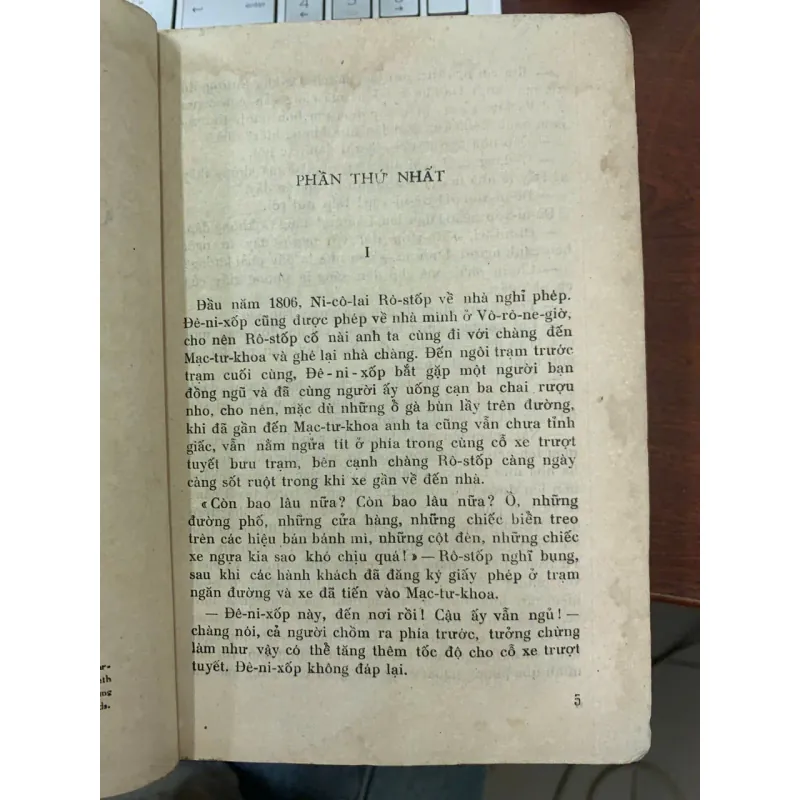 1
PHẦN THỨ NHẤT
I
Đầu năm 1806, Ni-cô-lai Rô-stốp về nhà nghỉ phép.
Đê-ni-xốp cũng được phép về nhà mình ở Vô-rô-ne-giờ,
cho nên Rô-stốp cố nài anh ta cùng đi với chàng đến
Mạc-tư-khoa và ghé lại nhà chàng. Đến ngôi trạm trước
trạm cuối cùng, Đê-ni-xốp bắt gặp một người bạn
đồng ngũ và đã cùng người ấy uống cạn ba chai rượu
nho, cho nên, mặc dù những ổ gà bùn lầy trên đường,
khi đã gần đến Mạc-tư-khoa anh ta cũng vẫn chưa tỉnh
giấc, vẫn nằm ngửa tít ở phía trong cùng cỗ xe trượt
tuyết bưu trạm, bên cạnh chàng Rô-stốp càng ngày
càng sốt ruột trong khi xe gần về đến nhà.
«Còn bao lâu nữa? Còn bao lâu nữa? Ồ, những
đường phố, những cửa hàng, những chiếc biển treo
trên các hiệu bán bánh mì, những cột đèn, những chiếc
xe ngựa kia sao khó chịu quá!» — Rô-stốp nghĩ bụng,
sau khi các hành khách đã đăng ký giấy phép ở trạm
ngăn đường và xe đã tiến vào Mạc-tư-khoa.
— Đê-ni-xốp này, đến nơi rồi! Cậu ấy vẫn ngủ! —
chàng nói, cả người chồm ra phía trước, tưởng chừng
làm như vậy có thể tăng thêm tốc độ cho cỗ xe trượt
tuyết. Đê-ni-xốp không đáp lại.
5